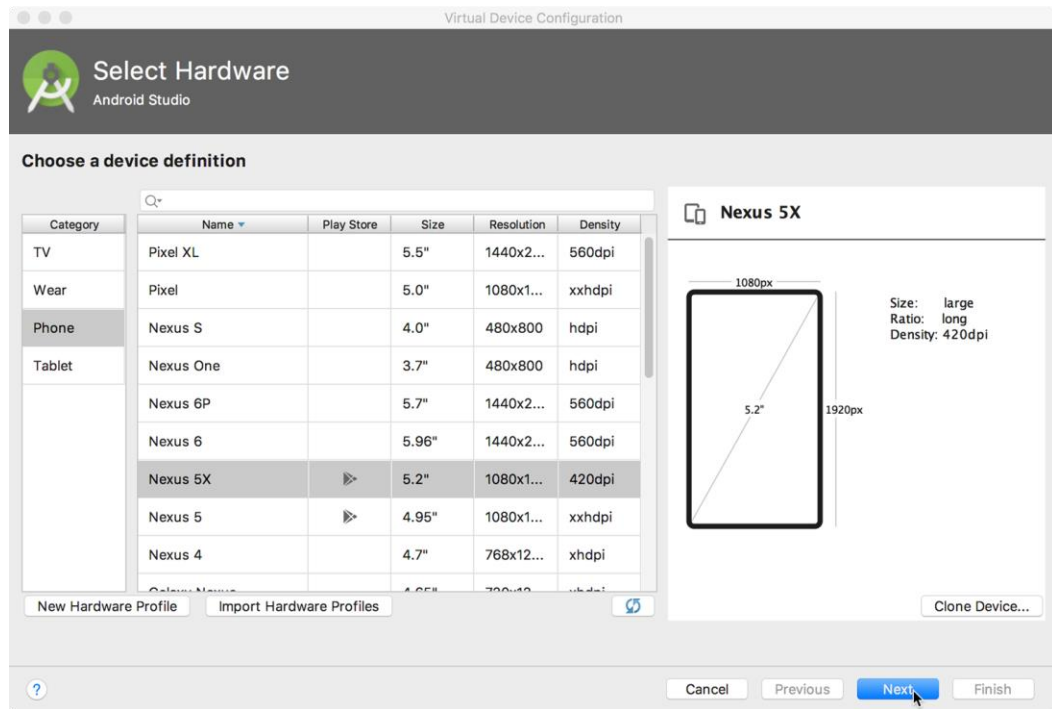 Virtual Device Configuration
Select Hardware
Android Studio
Choose a device definition
Category Name Play Store Size Resolution Density
TV Pixel XL 5.5" 1440x2... 560dpi
Wear Pixel 5.0" 1080x1... xxhdpi
Phone Nexus S 4.0" 480x800 hdpi
Tablet Nexus One 3.7" 480x800 hdpi
Nexus 6P 5.7" 1440x2... 560dpi
Nexus 6 5.96" 1440x2... 560dpi
Nexus 5X 5.2" 1080x1... 420dpi
Nexus 5 4.95" 1080x1... xxhdpi
Nexus 4 4.7" 768x12... xhdpi
New Hardware Profile Import Hardware Profiles
Nexus 5X
1080px
Size: large
Ratio: long
Density: 420dpi
5.2" 1920px
Clone Device...
? Cancel Previous Next Finish